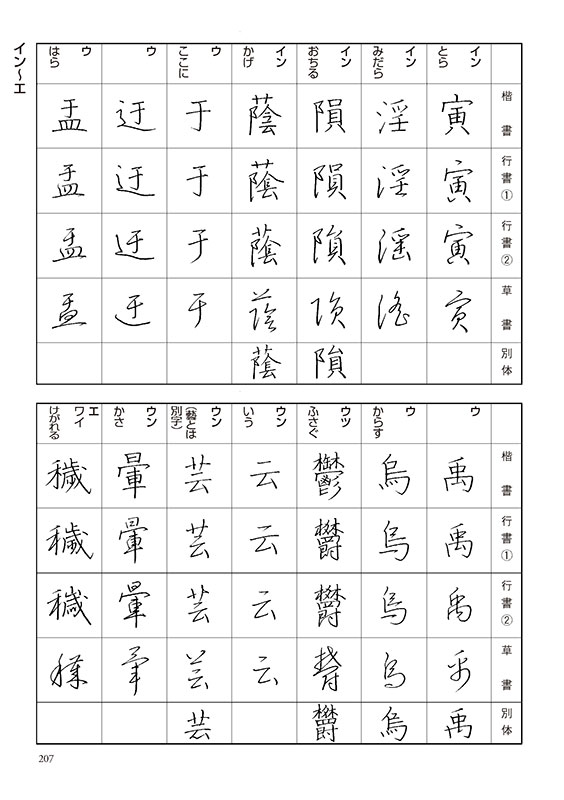 イン～エ
楷書
行書①
行書②
草書
別体
イン
とら
寅
寅
寅
寅
イン
みだら
淫
淫
淫
淫
イン
おちる
隕
隕
隕
隕
隕
イン
かげ
蔭
蔭
蔭
蔭
蔭
ウ
ここに
于
于
于
于
ウ
迂
迂
迂
迂
ウ
盂
盂
盂
盂
楷書
行書①
行書②
草書
別体
ウ
禹
禹
禹
禹
禹
ウ
からす
烏
烏
烏
烏
烏
ウツ
ふさぐ
鬱
欝
欝
欝
欝
ウン
いう
云
云
云
云
ウン
（藝とは
別字）
芸
芸
芸
芸
芸
ウン
かさ
暈
暈
暈
暈
エ
ワイ
けがれる
穢
穢
穢
穢
207